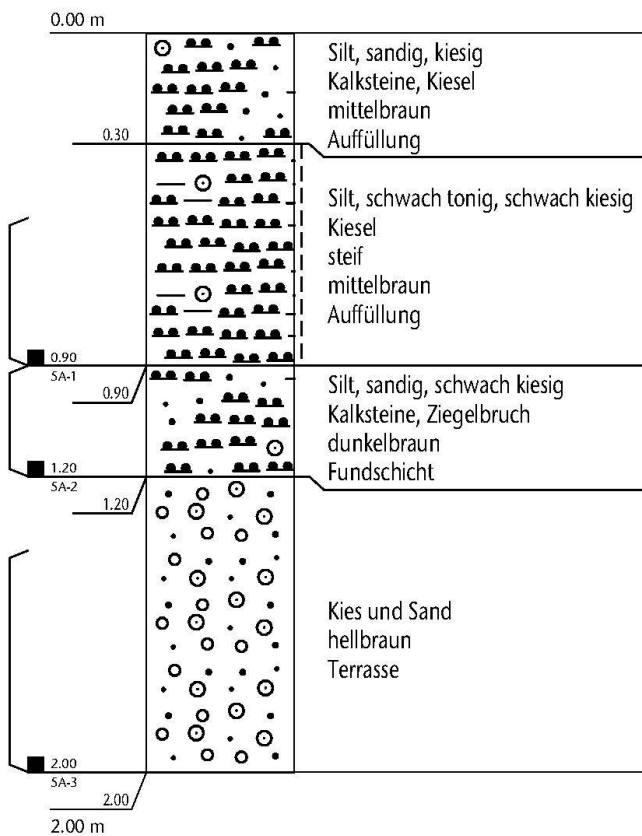 0.00 m
Silt, sandig, kiesig
Kalksteine, Kiesel
mittelbraun
Auffüllung
0.30
Silt, schwach tonig, schwach kiesig
Kiesel
steif
mittelbraun
Auffüllung
0.90
5A-1
0.90
Silt, sandig, schwach kiesig
Kalksteine, Ziegelbruch
dunkelbraun
Fundschicht
1.20
5A-2
1.20
Kies und Sand
hellbraun
Terrasse
2.00
5A-3
2.00
2.00 m